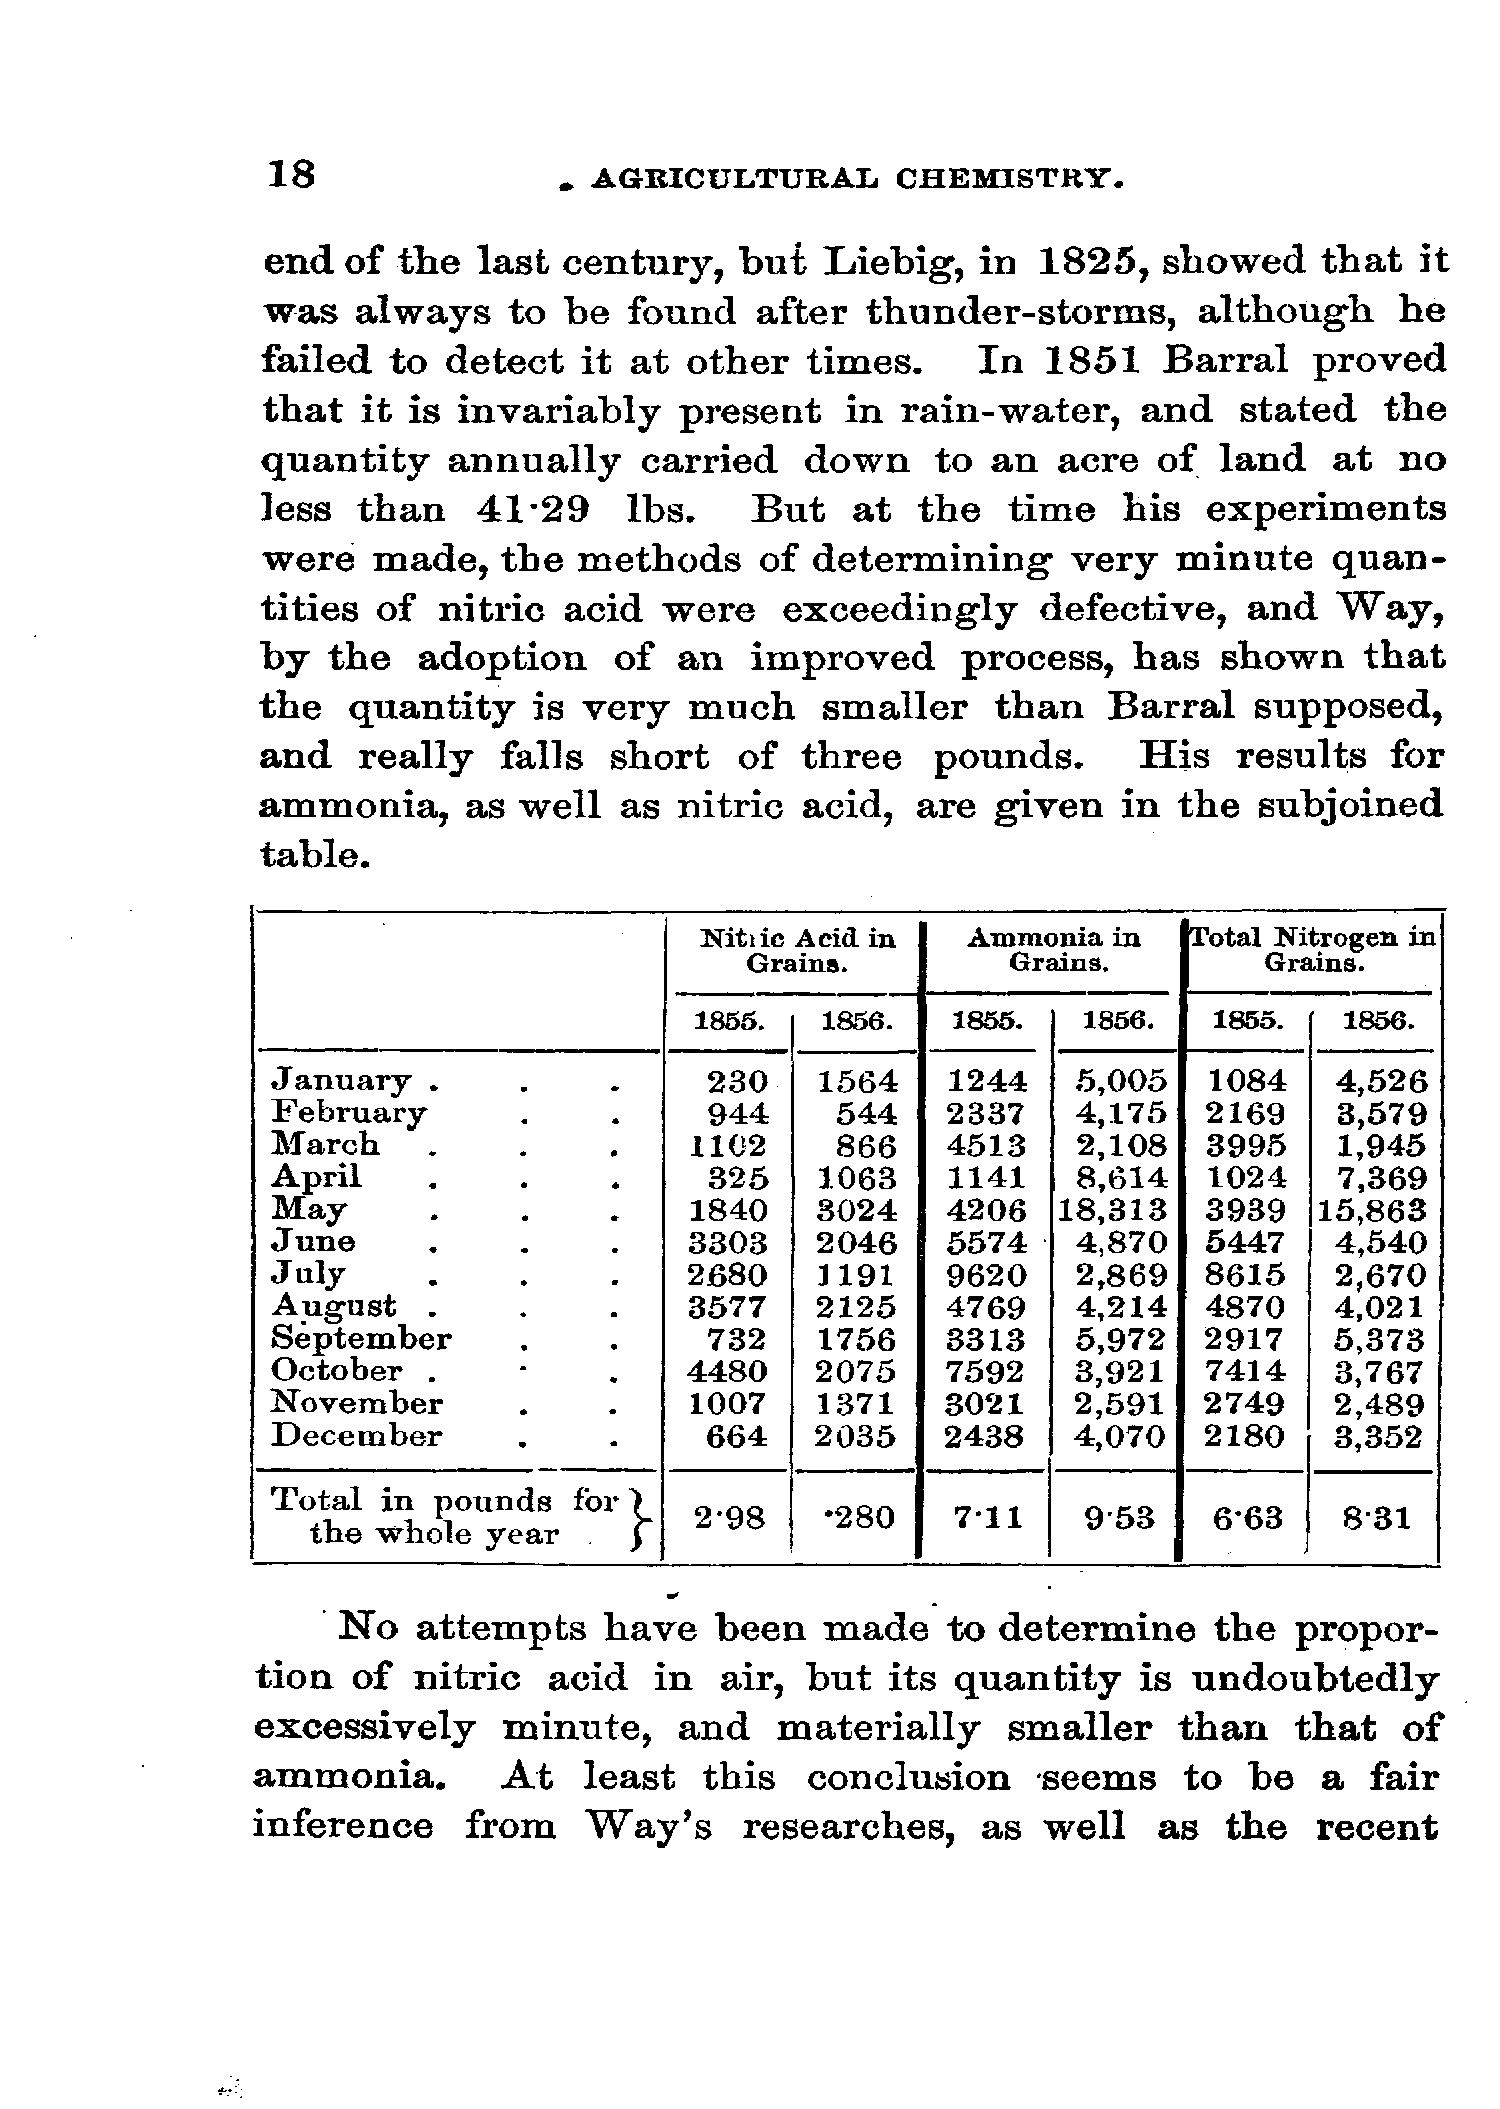 18 AGRICULTURAL CHEMISTRY.
end of the last century, but Liebig, in 1825, showed that it
was always to be found after thunder-storms, although he
failed to detect it at other times. In 1851 Barral proved
that it is invariably present in rain-water, and stated the
quantity annually carried down to an acre of land at no
less than 41·29 lbs. But at the time his experiments
were made, the methods of determining very minute quan-
tities of nitric acid were exceedingly defective, and Way,
by the adoption of an improved process, has shown that
the quantity is very much smaller than Barral supposed,
and really falls short of three pounds. His results for
ammonia, as well as nitric acid, are given in the subjoined
table.
Nitric Acid in Ammonia in Total Nitrogen in
Grains. Grains. Grains.
1855. 1856. 1855. 1856. 1855. 1856.
January . . . 230 1564 1244 5,005 1084 4,526
February . . 944 544 2337 4,175 2169 3,579
March . . . 1102 866 4513 2,108 3995 1,945
April . . . 325 1063 1141 8,614 1024 7,369
May . . . 1840 3024 4206 18,313 3939 15,863
June . . . 3303 2046 5574 4,870 5447 4,540
July . . . 2680 1191 9620 2,869 8615 2,670
August . . . 3577 2125 4769 4,214 4870 4,021
September . . 732 1756 3313 5,972 2917 5,373
October . . . 4480 2075 7592 3,921 7414 3,767
November . . 1007 1371 3021 2,591 2749 2,489
December . . 664 2035 2438 4,070 2180 3,352
Total in pounds for
the whole year . } 2·98 ·280 7·11 9·53 6·63 8·31
No attempts have been made to determine the propor-
tion of nitric acid in air, but its quantity is undoubtedly
excessively minute, and materially smaller than that of
ammonia. At least this conclusion seems to be a fair
inference from Way's researches, as well as the recent